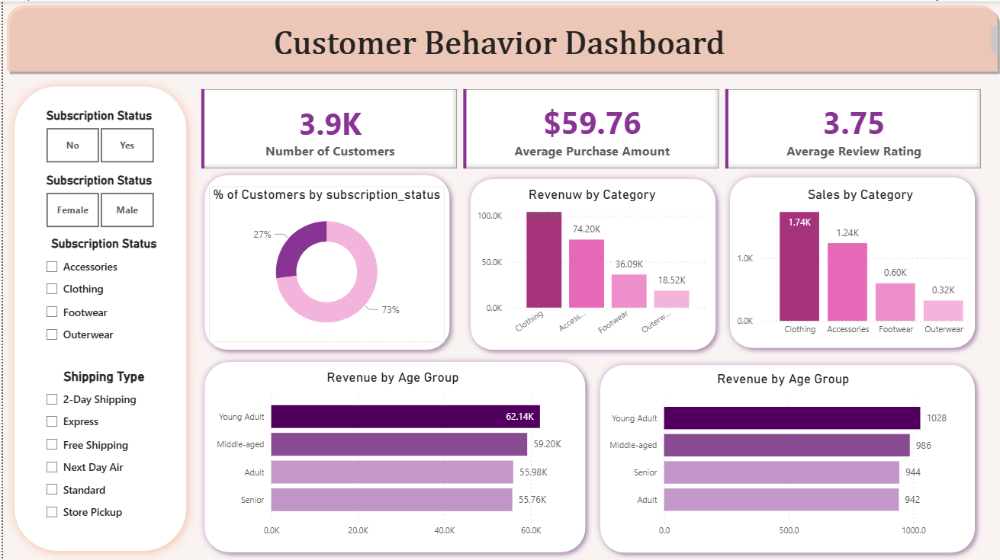 Customer Behavior Dashboard
Subscription Status
No Yes
Subscription Status
Female Male
Subscription Status
Accessories
Clothing
Footwear
Outerwear
Shipping Type
2-Day Shipping
Express
Free Shipping
Next Day Air
Standard
Store Pickup
3.9K
Number of Customers
$59.76
Average Purchase Amount
3.75
Average Review Rating
% of Customers by subscription_status
27%
73%
Revenuw by Category
100.0K
50.0K
0.0K
74.20K
36.09K
18.52K
Clothing
Access...
Footwear
Outerw...
Sales by Category
1.0K
0.0K
1.74K
1.24K
0.60K
0.32K
Clothing Accessories Footwear Outerwear
Revenue by Age Group
Young Adult 62.14K
Middle-aged 59.20K
Adult 55.98K
Senior 55.76K
0.0K 20.0K 40.0K 60.0K
Revenue by Age Group
Young Adult 1028
Middle-aged 986
Senior 944
Adult 942
0.0 500.0 1000.0